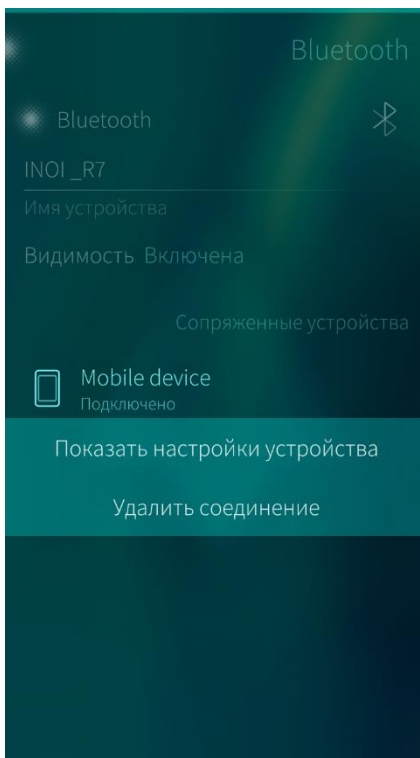 Bluetooth
Bluetooth
INOI_R7
Имя устройства
Видимость Включена
Сопряженные устройства
Mobile device
Подключено
Показать настройки устройства
Удалить соединение